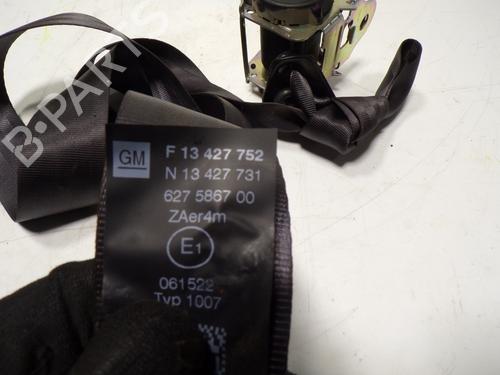 B-PARTS
GM
F 13 427 752
N 13 427 731
627 5867 00
ZAer4m
E1
061522
Typ 1007